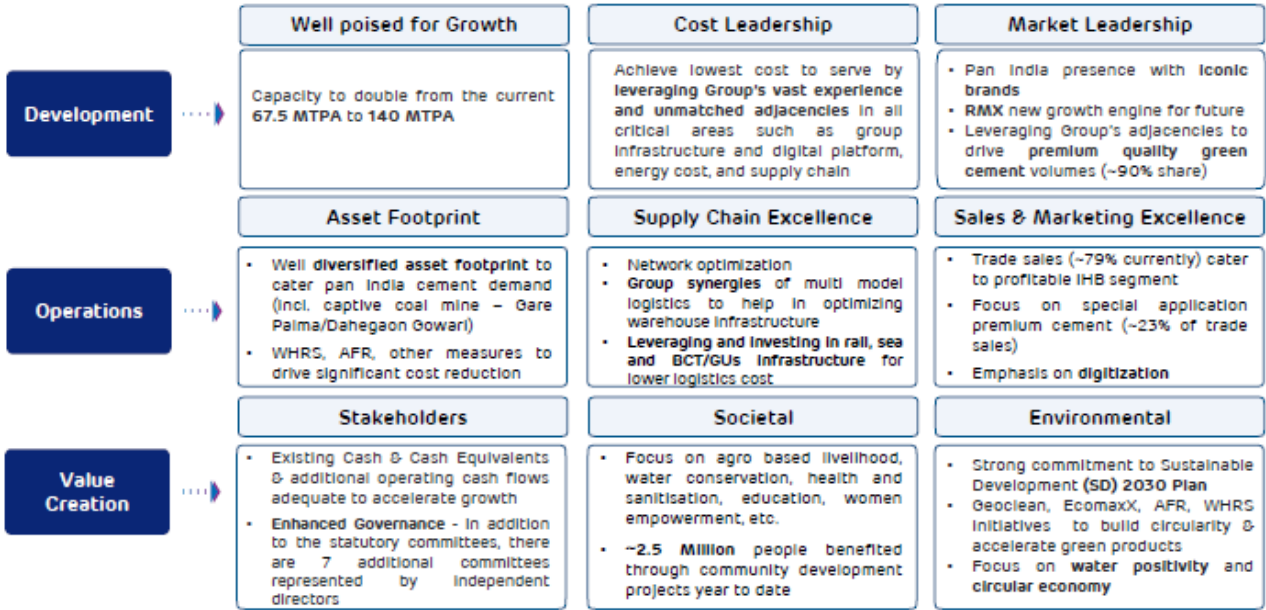 Well poised for Growth
Cost Leadership
Market Leadership
Development
Capacity to double from the current
67.5 MTPA to 140 MTPA
Achieve lowest cost to serve by
leveraging Group's vast experience
and unmatched adjacencies in all
critical areas such as group
infrastructure and digital platform,
energy cost, and supply chain
• Pan India presence with iconic
brands
• RMX new growth engine for future
• Leveraging Group's adjacencies to
drive premium quality green
cement volumes (~90% share)
Asset Footprint
Supply Chain Excellence
Sales & Marketing Excellence
Operations
• Well diversified asset footprint to
cater pan India cement demand
(incl. captive coal mine – Gare
Palma/Dahegaon Gowari)
• WHRS, AFR, other measures to
drive significant cost reduction
• Network optimization
• Group synergies of multi model
logistics to help in optimizing
warehouse infrastructure
• Leveraging and investing in rail, sea
and BCT/GUs infrastructure for
lower logistics cost
• Trade sales (~79% currently) cater
to profitable IHB segment
• Focus on special application
premium cement (~23% of trade
sales)
• Emphasis on digitization
Stakeholders
Societal
Environmental
Value
Creation
• Existing Cash & Cash Equivalents
& additional operating cash flows
adequate to accelerate growth
• Enhanced Governance - In addition
to the statutory committees, there
are 7 additional committees
represented by independent
directors
• Focus on agro based livelihood,
water conservation, health and
sanitisation, education, women
empowerment, etc.
• ~2.5 Million people benefited
through community development
projects year to date
• Strong commitment to Sustainable
Development (SD) 2030 Plan
• Geoclean, EcomaxX, AFR, WHRS
initiatives to build circularity &
accelerate green products
• Focus on water positivity and
circular economy